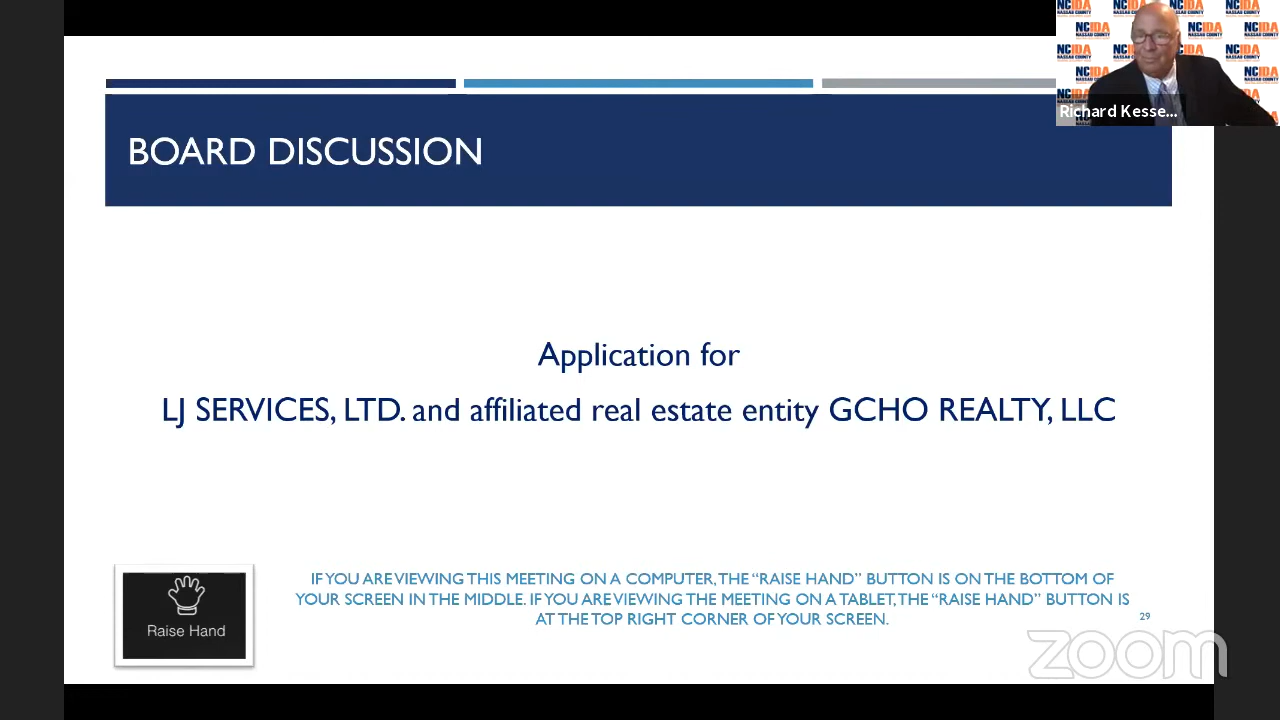 NCIDA
NASSAU COUNTY
Richard Kesse...
BOARD DISCUSSION
Application for
LJ SERVICES, LTD. and affiliated real estate entity GCHO REALTY, LLC
Raise Hand
IF YOU ARE VIEWING THIS MEETING ON A COMPUTER, THE “RAISE HAND” BUTTON IS ON THE BOTTOM OF
YOUR SCREEN IN THE MIDDLE. IF YOU ARE VIEWING THE MEETING ON A TABLET, THE “RAISE HAND” BUTTON IS
AT THE TOP RIGHT CORNER OF YOUR SCREEN.
29
zoom